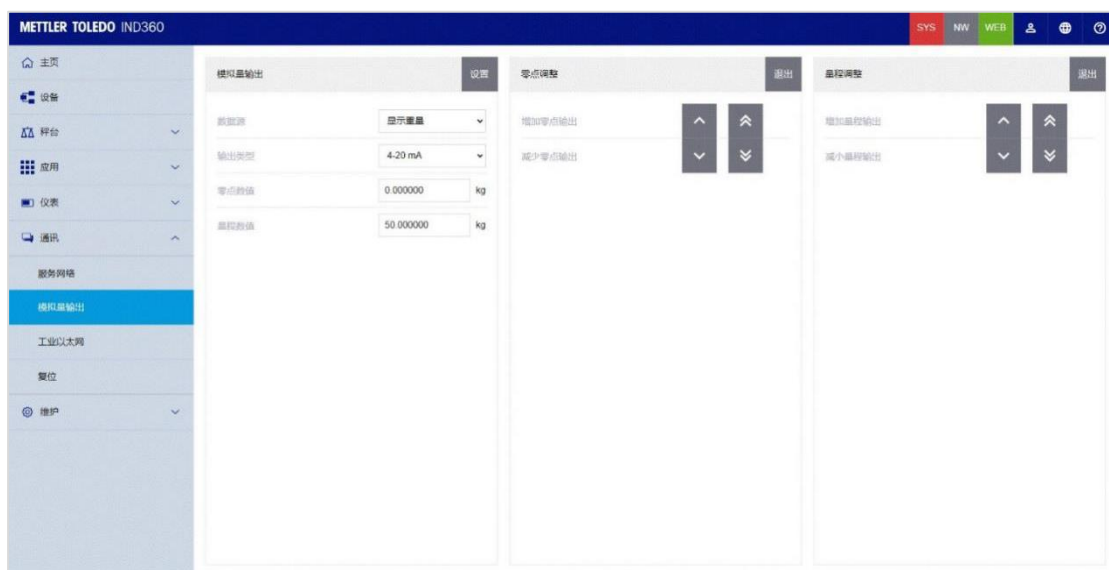 METTLER TOLEDO IND360
SYS NW WEB
主页
设备
秤台
应用
仪表
通讯
服务网络
模拟量输出
工业以太网
复位
维护
模拟量输出 设置
数据源 显示重量
输出类型 4-20 mA
零点数值 0.000000 kg
量程数值 50.000000 kg
零点调整 退出
增加零点输出
减少零点输出
量程调整 退出
增加量程输出
减小量程输出